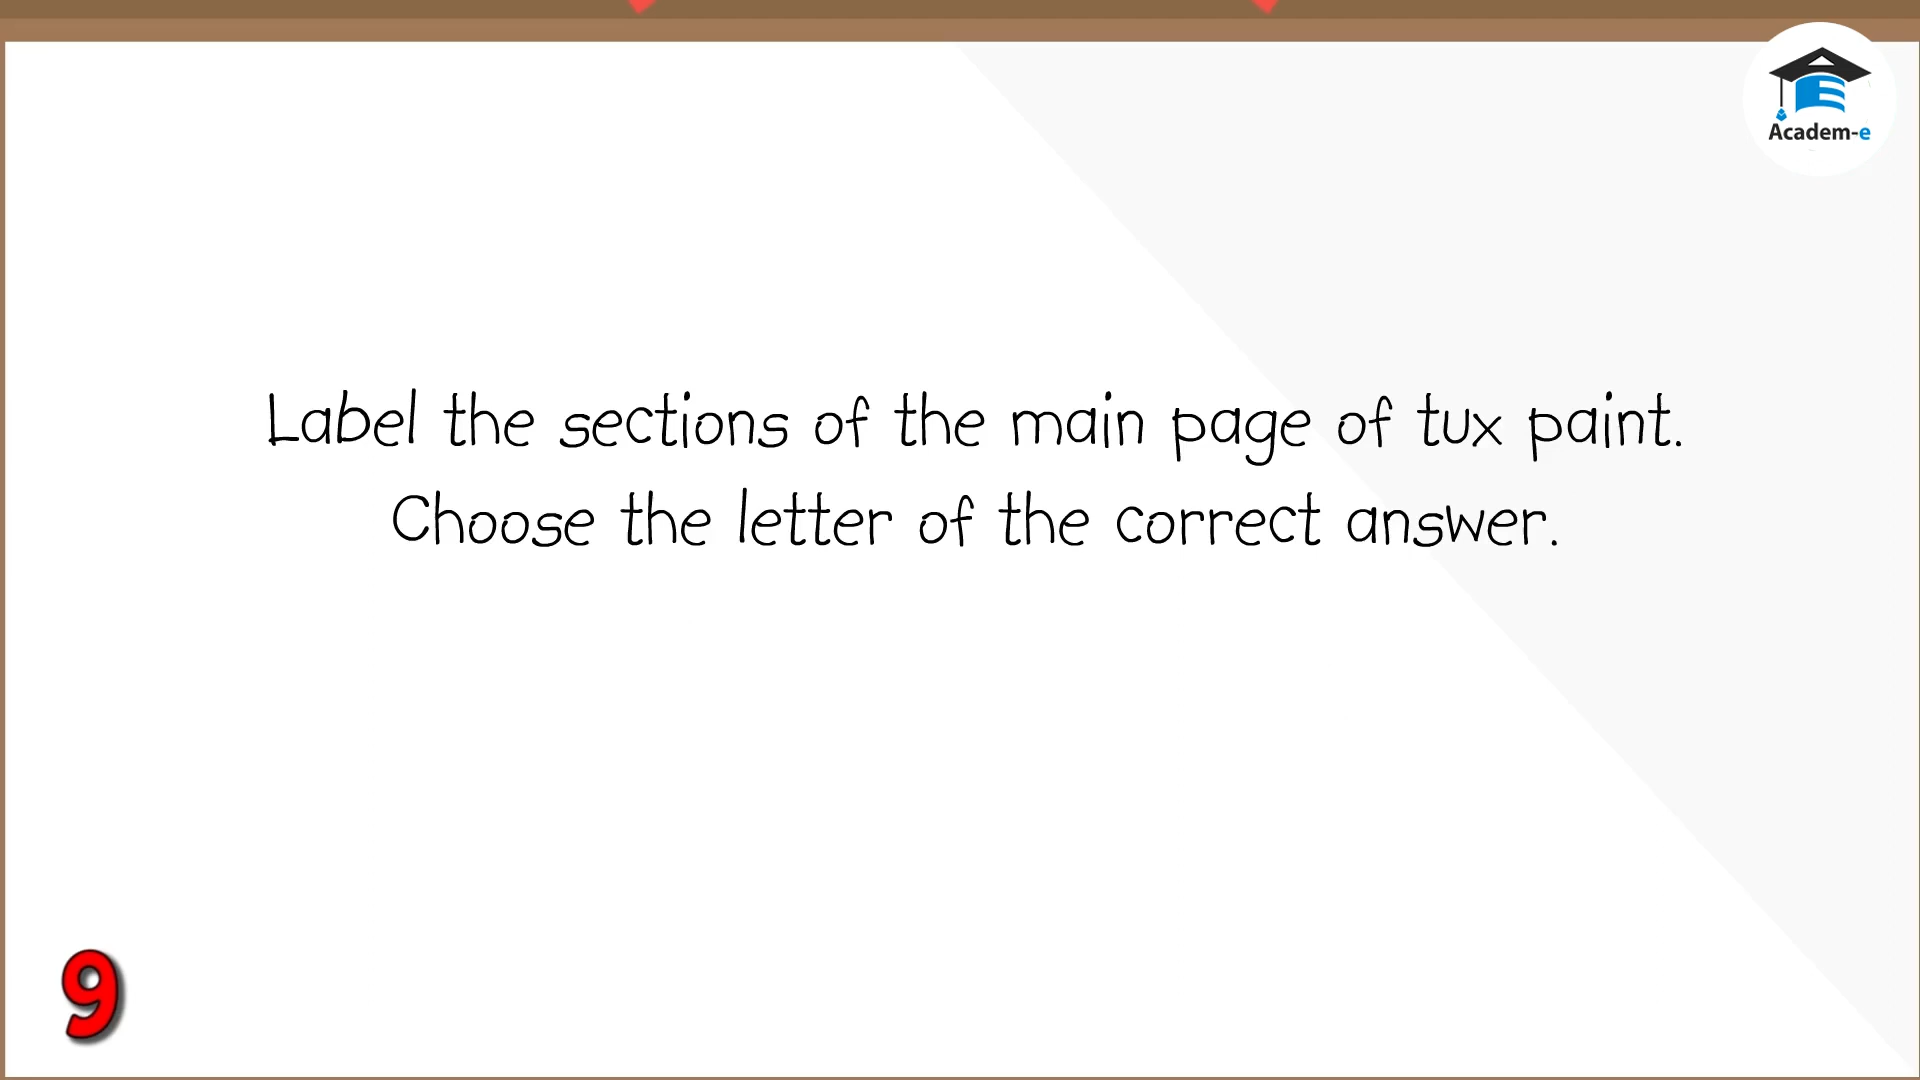 Academ-e
Label the sections of the main page of tux paint.
Choose the letter of the correct answer.
9